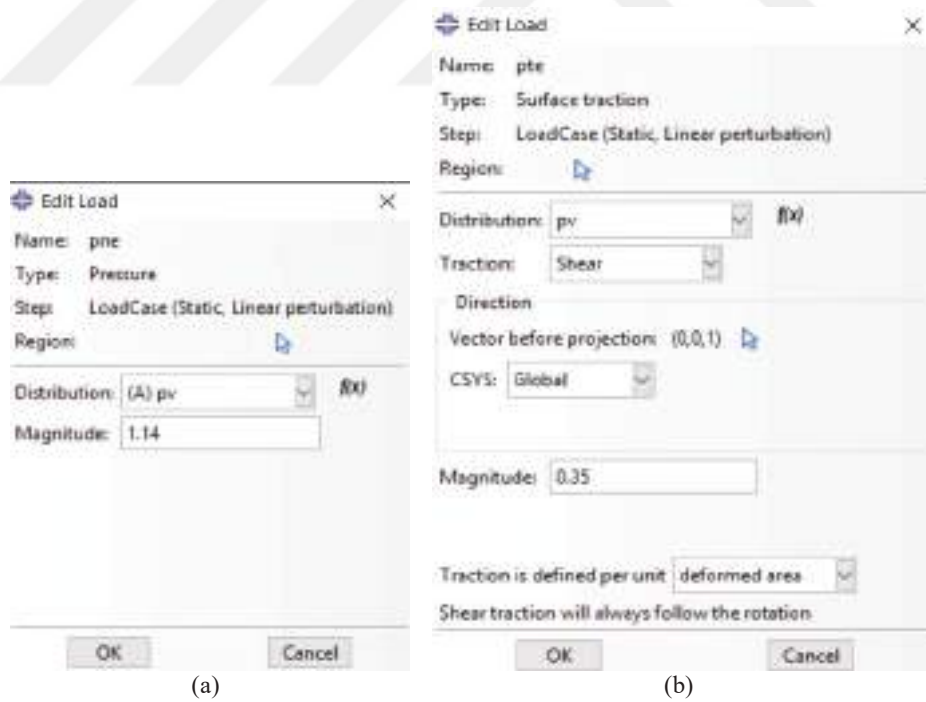 Edit Load
Name: pne
Type: Pressure
Step: LoadCase (Static, Linear perturbation)
Region:
Distribution: (A) pv f(x)
Magnitude: 1.14
OK Cancel
(a)
Edit Load
Name: pte
Type: Surface traction
Step: LoadCase (Static, Linear perturbation)
Region:
Distribution: pv f(x)
Traction: Shear
Direction
Vector before projection: (0,0,1)
CSYS: Global
Magnitude: 0.35
Traction is defined per unit deformed area
Shear traction will always follow the rotation
OK Cancel
(b)